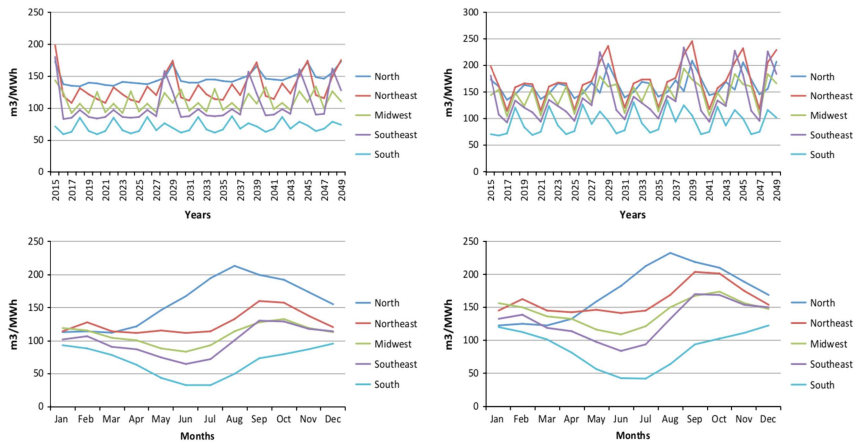 m3/MWh
200
150
100
50
0
2015 2017 2019 2021 2023 2025 2027 2029 2031 2033 2035 2037 2039 2041 2043 2045 2047 2049
Years
North
Northeast
Midwest
Southeast
South
m3/MWh
300
250
200
150
100
50
0
2015 2017 2019 2021 2023 2025 2027 2029 2031 2033 2035 2037 2039 2041 2043 2045 2047 2049
Years
North
Northeast
Midwest
Southeast
South
m3/MWh
250
200
150
100
50
0
Jan Feb Mar Apr May Jun Jul Aug Sep Oct Nov Dec
Months
North
Northeast
Midwest
Southeast
South
m3/MWh
250
200
150
100
50
0
Jan Feb Mar Apr May Jun Jul Aug Sep Oct Nov Dec
Months
North
Northeast
Midwest
Southeast
South